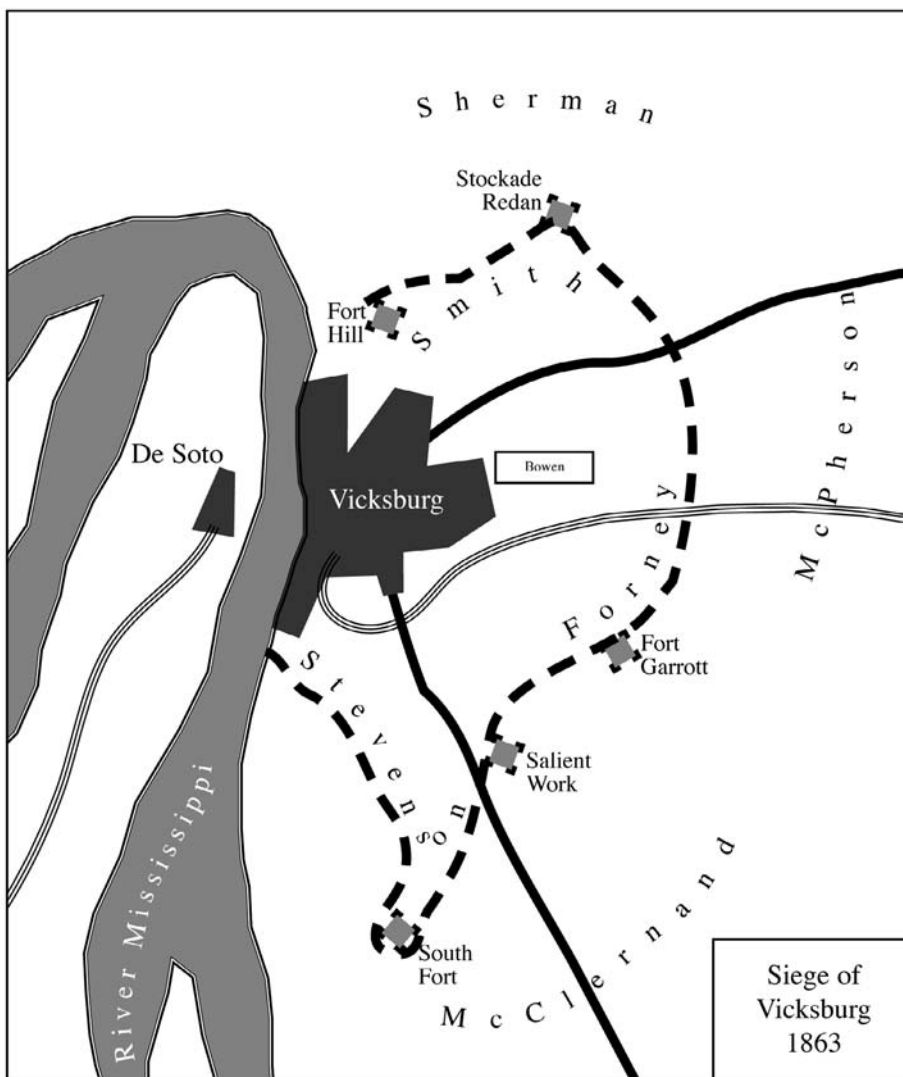 Sherman
Stockade
Redan
Smith
Fort
Hill
McPherson
De Soto
Bowen
Vicksburg
Forney
Fort
Garrott
Stevenson
Salient
Work
River Mississippi
South
Fort
McClernand
Siege of
Vicksburg
1863